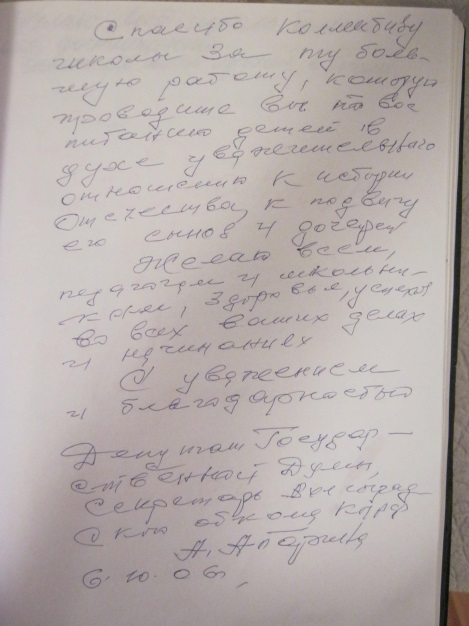 Спасибо коллективу
школы за ту боль-
шую работу, которую
проводите Вы по вос
питанию детей в
духе уважительного
отношению к истории
Отечества, к подвигу
его сынов и дочерей
Желаю всем,
педагогам и школьни-
кам, здоровья, успехов
во всех ваших делах
и начинаниях
С уважением
и благодарностью
Депутат Государ-
ственной Думы,
Секретарь Волгоград-
ского обкома КПРФ
А. Апарина
6.10.06,